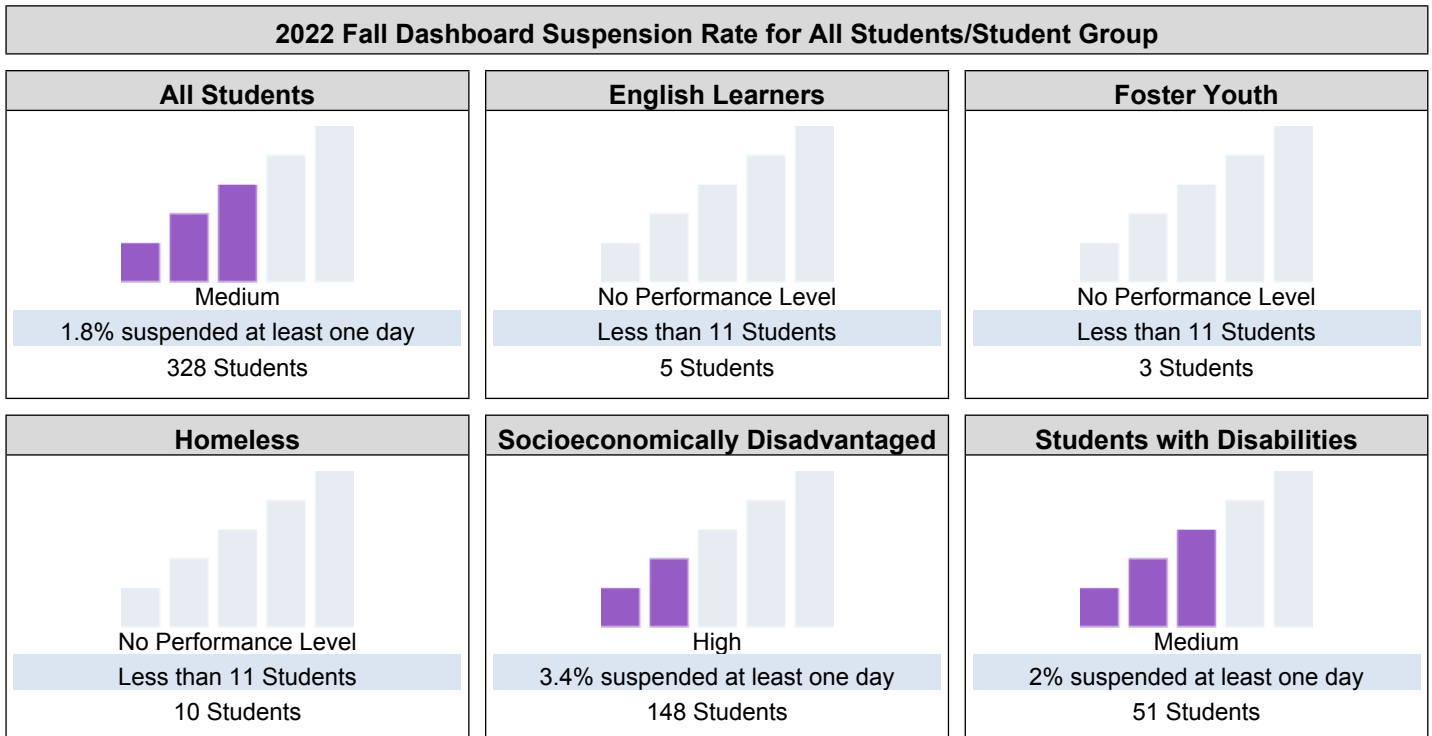 2022 Fall Dashboard Suspension Rate for All Students/Student Group
All Students
Medium
1.8% suspended at least one day
328 Students
English Learners
No Performance Level
Less than 11 Students
5 Students
Foster Youth
No Performance Level
Less than 11 Students
3 Students
Homeless
No Performance Level
Less than 11 Students
10 Students
Socioeconomically Disadvantaged
High
3.4% suspended at least one day
148 Students
Students with Disabilities
Medium
2% suspended at least one day
51 Students